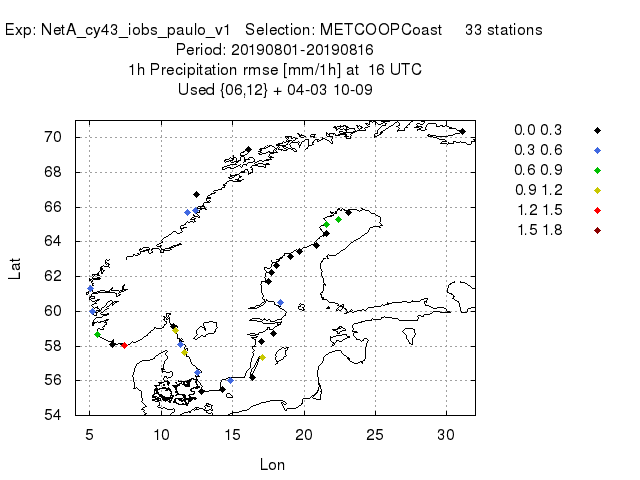 Exp: NetA_cy43_iobs_paulo_v1 Selection: METCOOPCoast 33 stations
Period: 20190801-20190816
1h Precipitation rmse [mm/1h] at 16 UTC
Used {06,12} + 04-03 10-09
70
68
66
64
62
60
58
56
54
Lat
5 10 15 20 25 30
Lon
0.0 0.3
0.3 0.6
0.6 0.9
0.9 1.2
1.2 1.5
1.5 1.8